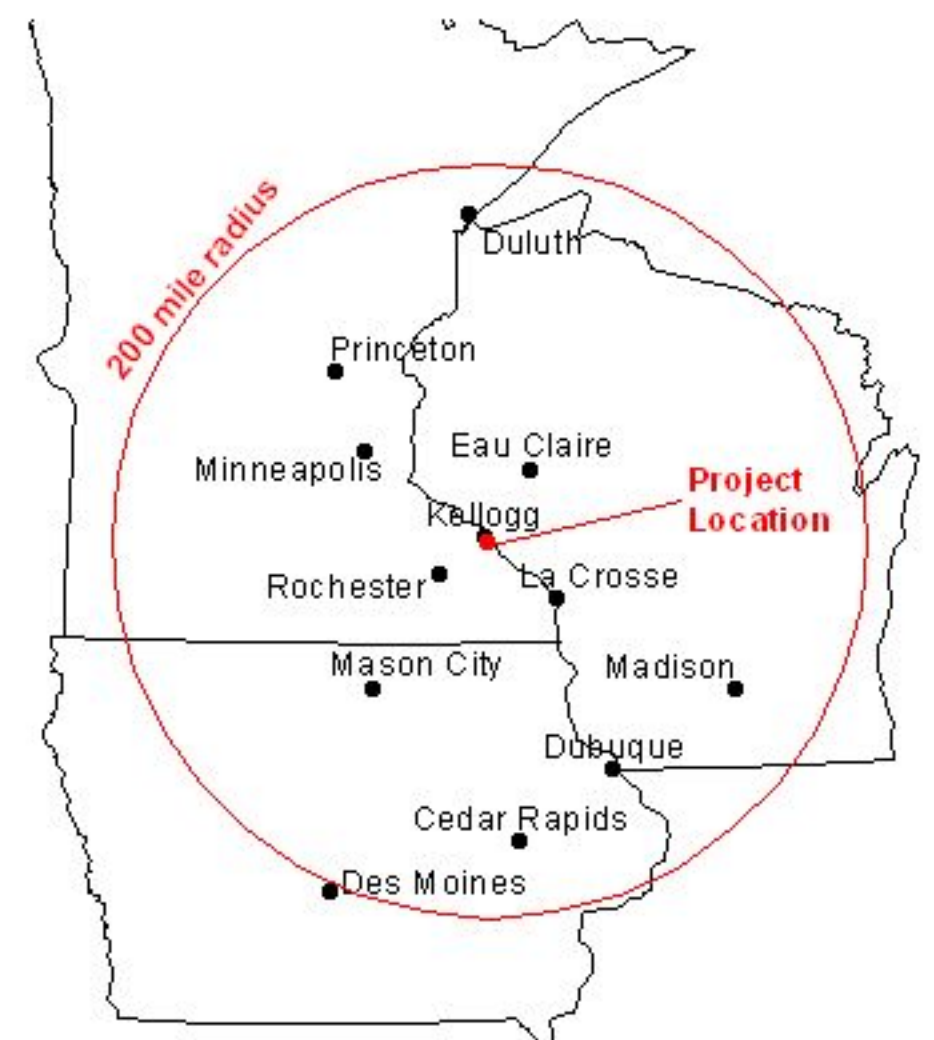 200 mile radius
Duluth
Princeton
Eau Claire
Minneapolis
Project
Location
Kellogg
La Crosse
Rochester
Mason City
Madison
Dubuque
Cedar Rapids
Des Moines